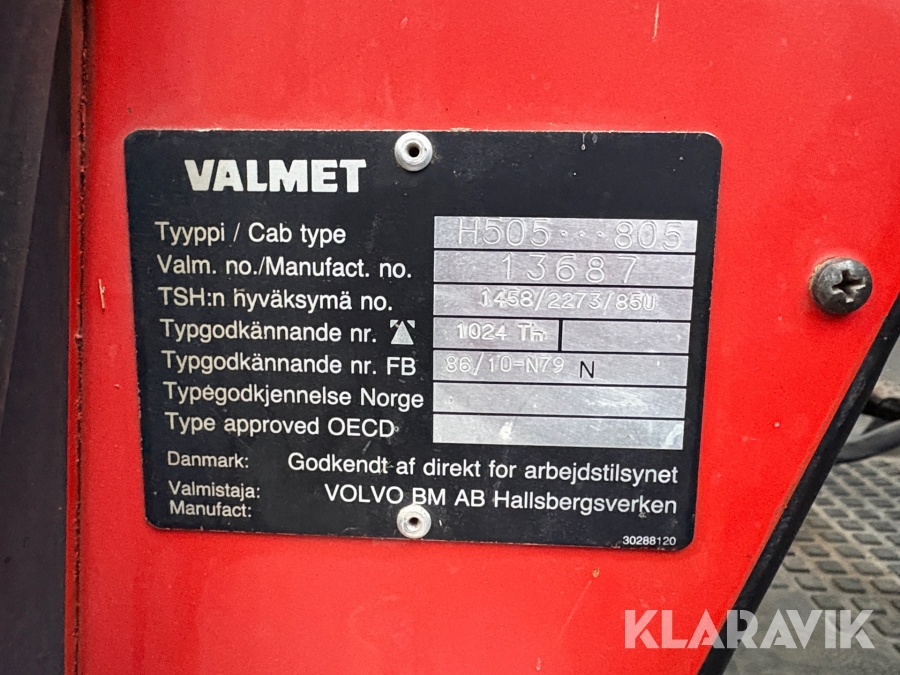 VALMET
Tyyppi / Cab type H505---805
Valm. no./Manufact. no. 13687
TSH:n hyväksymä no. 1458/2273/85U
Typgodkännande nr. 1024 Th
Typgodkännande nr. FB 86/10-N79 N
Typegodkjennelse Norge
Type approved OECD
Danmark: Godkendt af direkt for arbejdstilsynet
Valmistaja: VOLVO BM AB Hallsbergsverken
Manufact:
30288120
KLARAVIK